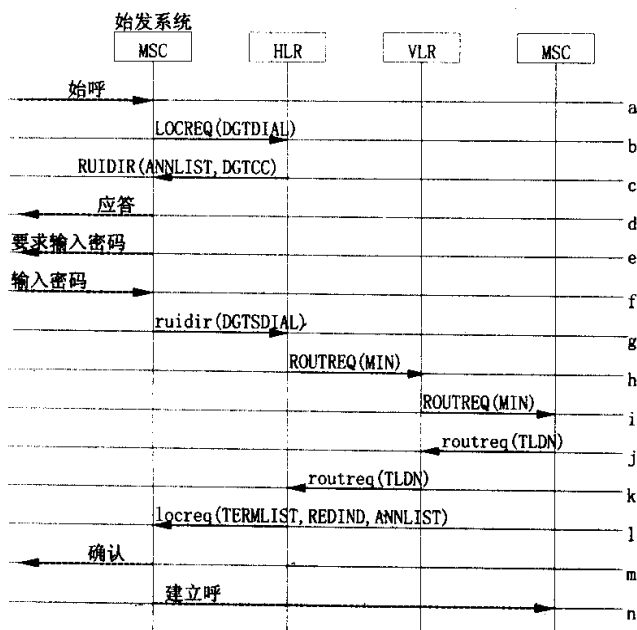 始发系统
MSC HLR VLR MSC
始呼 a
LOCREQ(DGTDIAL) b
RUIDIR(ANNLIST,DGTCC) c
应答 d
要求输入密码 e
输入密码 f
ruidir(DGTSDIAL) g
ROUTREQ(MIN) h
ROUTREQ(MIN) i
routreq(TLDN) j
routreq(TLDN) k
locreq(TERMLIST,REDIND,ANNLIST) l
确认 m
建立呼 n